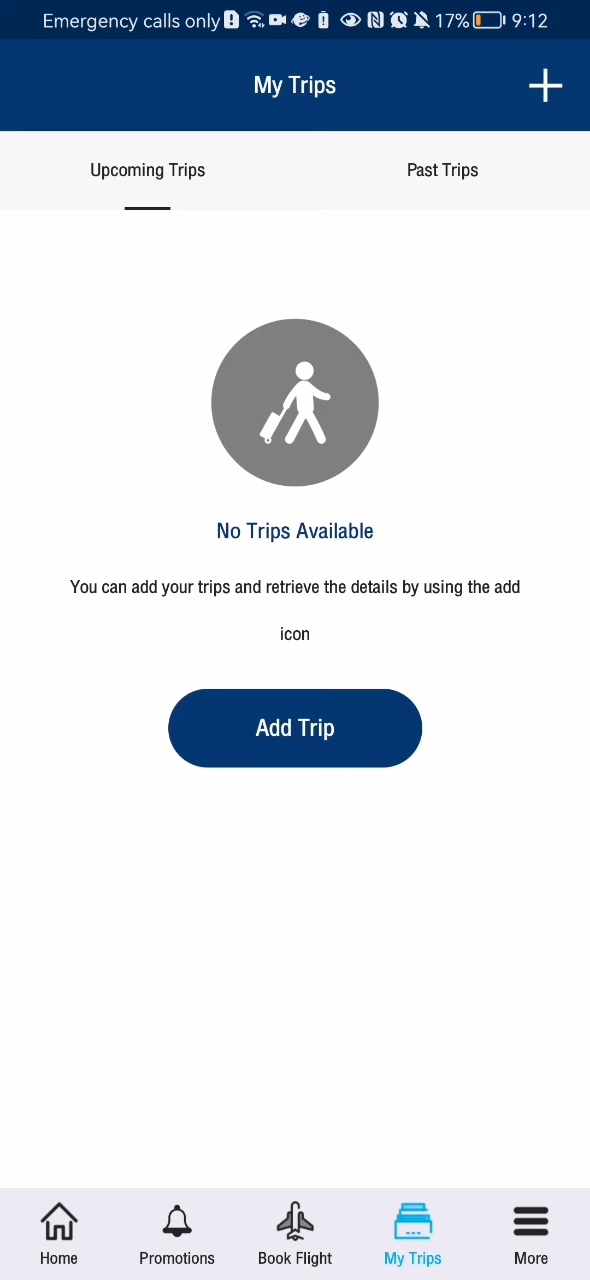 Emergency calls only 17% 9:12
My Trips
Upcoming Trips Past Trips
No Trips Available
You can add your trips and retrieve the details by using the add
icon
Add Trip
Home Promotions Book Flight My Trips More